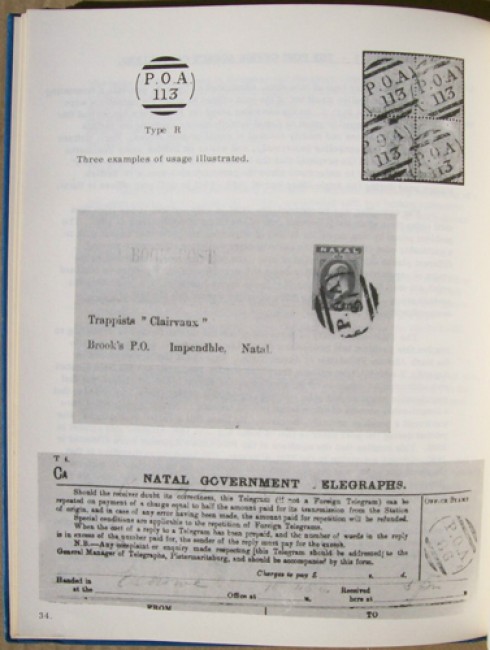 P.O.A
113
Type R
Three examples of usage illustrated.
P.O.A
113
P.O.A
113
P.O.A
113
P.O.A
113
BOOK POST
NATAL
P.O.A
Trappists " Clairvaux "
Brook's P.O. Impendhle, Natal.
T 1.
CA
NATAL GOVERNMENT ELEGRAPHS.
Should the receiver doubt its correctness, this Telegram (if not a Foreign Telegram) can be
repeated on payment of a charge equal to half the amount paid for its transmission from the Station
of origin, and in case of any error having been made, the amount paid for repetition will be refunded.
Special conditions are applicable to the repetition of Foreign Telegrams.
When the cost of a reply to a Telegram has been prepaid, and the number of words in the reply
is in excess of the number paid for, the sender of the reply must pay for the excess.
N.B.—Any complaint or enquiry made respecting this Telegram should be addressed to the
General Manager of Telegraphs, Pietermaritzburg, and should be accompanied by this form.
OFFICE STAMP
P.O.A
Charges to pay £ s. d.
Handed in
at the Office at M. Received
here at
FROM TO
34.